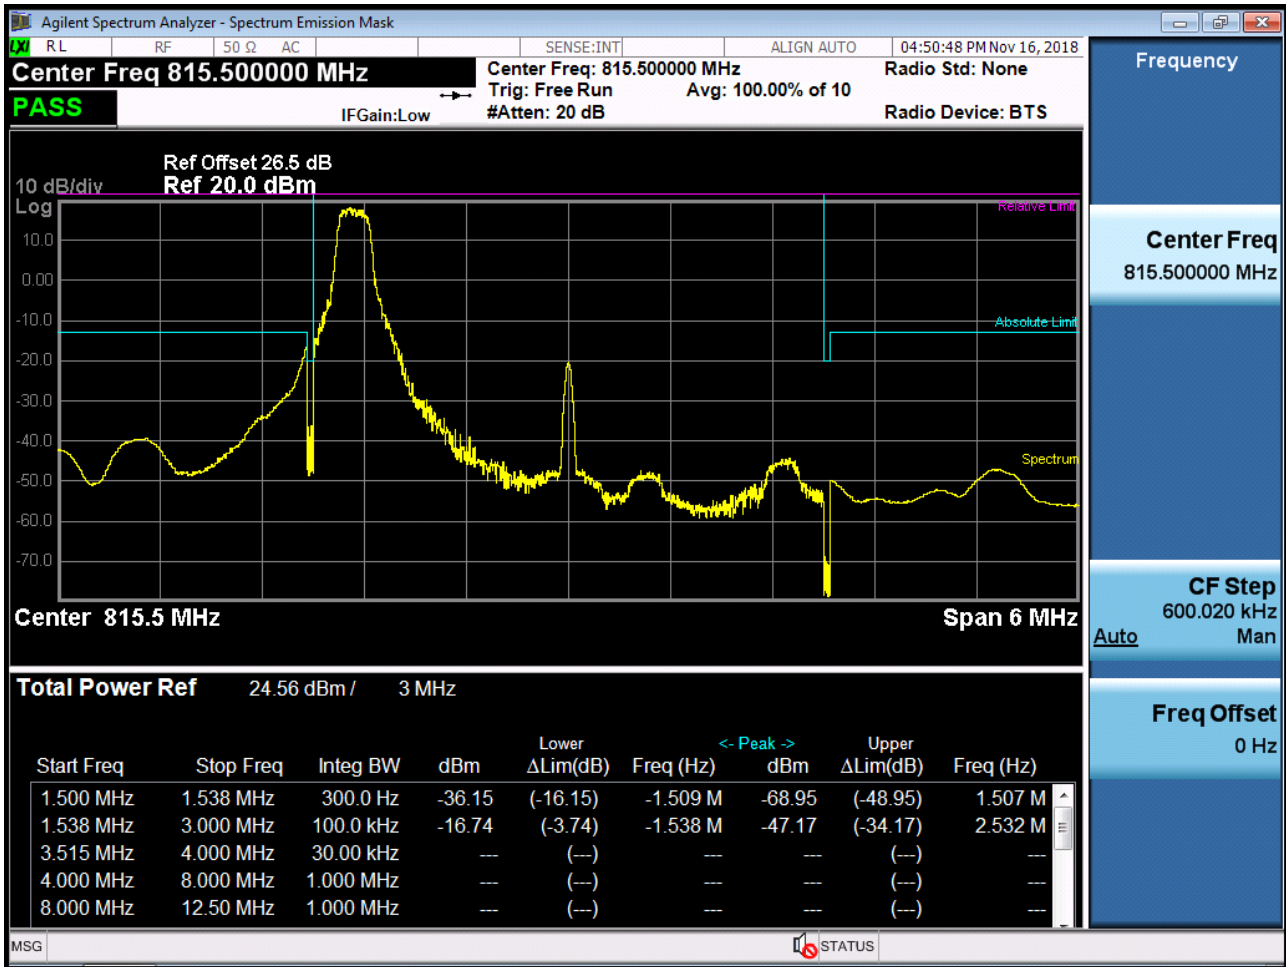 Agilent Spectrum Analyzer - Spectrum Emission Mask
LXI RL RF 50 Ω AC SENSE:INT ALIGN AUTO 04:50:48 PM Nov 16, 2018
Center Freq 815.500000 MHz
Center Freq: 815.500000 MHz
Radio Std: None
Trig: Free Run Avg: 100.00% of 10
PASS
IFGain:Low
#Atten: 20 dB
Radio Device: BTS
Ref Offset 26.5 dB
10 dB/div Ref 20.0 dBm
Log
Relative Limit
10.0
0.00
-10.0
Absolute Limit
-20.0
-30.0
-40.0
Spectrum
-50.0
-60.0
-70.0
Center 815.5 MHz Span 6 MHz
Total Power Ref 24.56 dBm / 3 MHz
Lower <- Peak -> Upper
Start Freq Stop Freq Integ BW dBm ΔLim(dB) Freq (Hz) dBm ΔLim(dB) Freq (Hz)
1.500 MHz 1.538 MHz 300.0 Hz -36.15 (-16.15) -1.509 M -68.95 (-48.95) 1.507 M
1.538 MHz 3.000 MHz 100.0 kHz -16.74 (-3.74) -1.538 M -47.17 (-34.17) 2.532 M
3.515 MHz 4.000 MHz 30.00 kHz --- (---) --- --- (---) ---
4.000 MHz 8.000 MHz 1.000 MHz --- (---) --- --- (---) ---
8.000 MHz 12.50 MHz 1.000 MHz --- (---) --- --- (---) ---
MSG STATUS
Frequency
Center Freq
815.500000 MHz
CF Step
600.020 kHz
Auto Man
Freq Offset
0 Hz